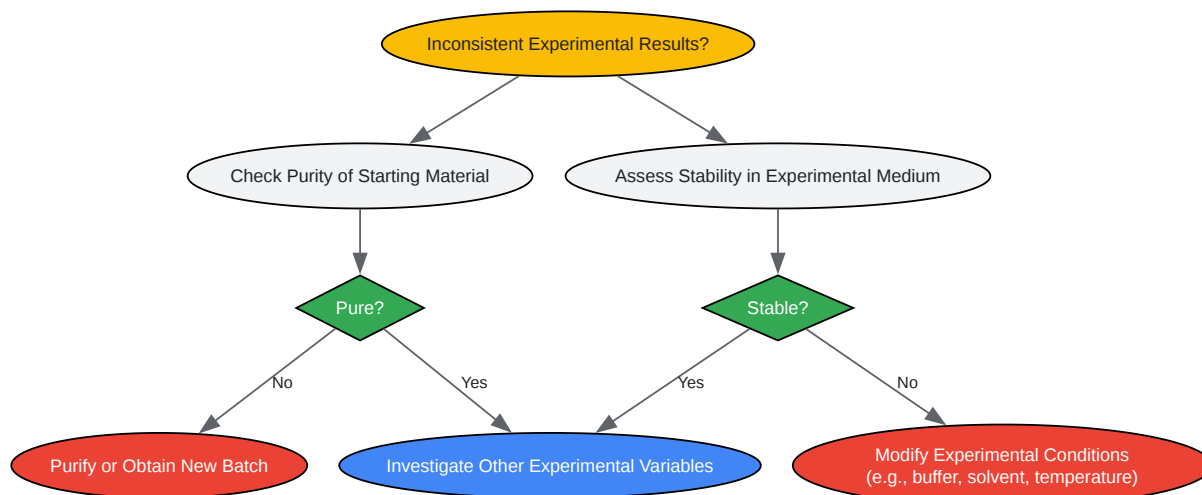 Inconsistent Experimental Results?
Check Purity of Starting Material
Assess Stability in Experimental Medium
Pure?
Stable?
No
Yes
Yes
No
Purify or Obtain New Batch
Investigate Other Experimental Variables
Modify Experimental Conditions
(e.g., buffer, solvent, temperature)